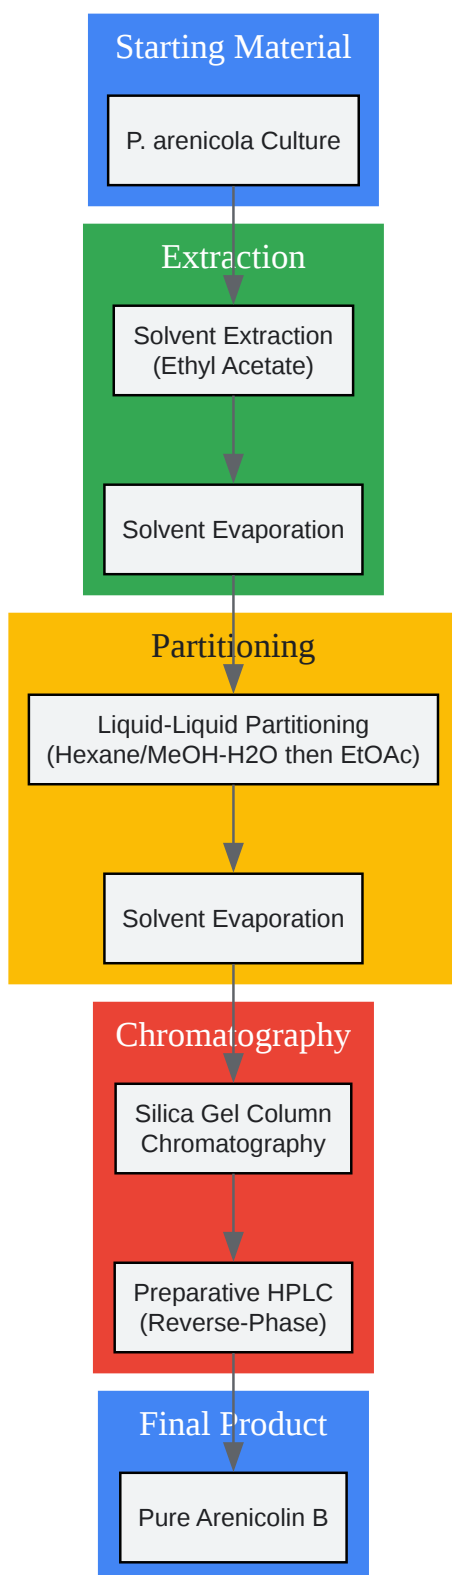 Starting Material
P. arenicola Culture
Extraction
Solvent Extraction
(Ethyl Acetate)
Solvent Evaporation
Partitioning
Liquid-Liquid Partitioning
(Hexane/MeOH-H2O then EtOAc)
Solvent Evaporation
Chromatography
Silica Gel Column
Chromatography
Preparative HPLC
(Reverse-Phase)
Final Product
Pure Arenicolin B